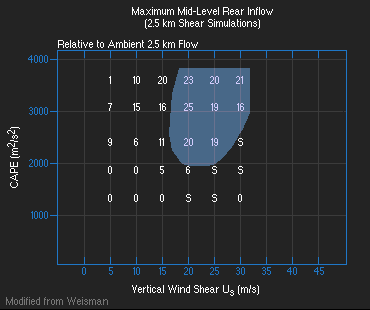 Maximum Mid-Level Rear Inflow
(2.5 km Shear Simulations)
Relative to Ambient 2.5 km Flow
4000
1 10 20 23 20 21
3000
7 15 16 25 19 16
9 6 11 20 19 S
2000
0 0 5 6 S S
0 0 0 S S 0
1000
CAPE (m2/s2)
0 5 10 15 20 25 30 35 40 45
Vertical Wind Shear Us (m/s)
Modified from Weisman